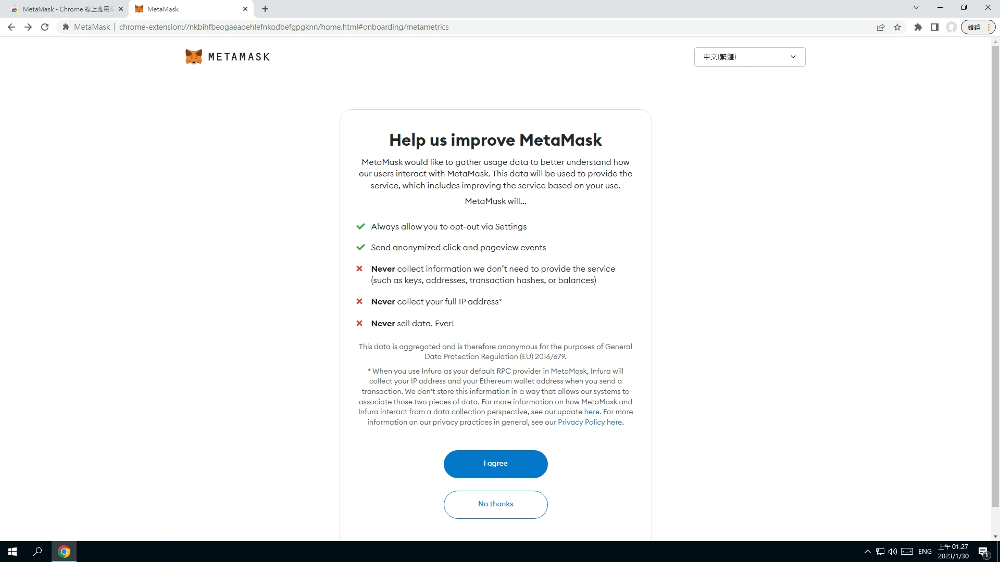 MetaMask - Chrome 線上應用程
MetaMask
MetaMask
chrome-extension://nkbihfbeogaeaoehlefnkodbefgpgknn/home.html#onboarding/metametrics
錯誤
METAMASK
中文(繁體)
Help us improve MetaMask
MetaMask would like to gather usage data to better understand how
our users interact with MetaMask. This data will be used to provide the
service, which includes improving the service based on your use.
MetaMask will...
Always allow you to opt-out via Settings
Send anonymized click and pageview events
Never collect information we don’t need to provide the service
(such as keys, addresses, transaction hashes, or balances)
Never collect your full IP address*
Never sell data. Ever!
This data is aggregated and is therefore anonymous for the purposes of General
Data Protection Regulation (EU) 2016/679.
* When you use Infura as your default RPC provider in MetaMask, Infura will
collect your IP address and your Ethereum wallet address when you send a
transaction. We don’t store this information in a way that allows our systems to
associate those two pieces of data. For more information on how MetaMask and
Infura interact from a data collection perspective, see our update here. For more
information on our privacy practices in general, see our Privacy Policy here.
I agree
No thanks
ENG
上午 01:27
2023/1/30
1